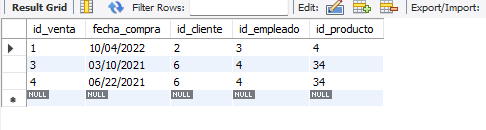 Result Grid Filter Rows: Edit: Export/Import:
id_venta fecha_compra id_cliente id_empleado id_producto
1 10/04/2022 2 3 4
3 03/10/2021 6 4 34
4 06/22/2021 6 4 34
NULL NULL NULL NULL NULL